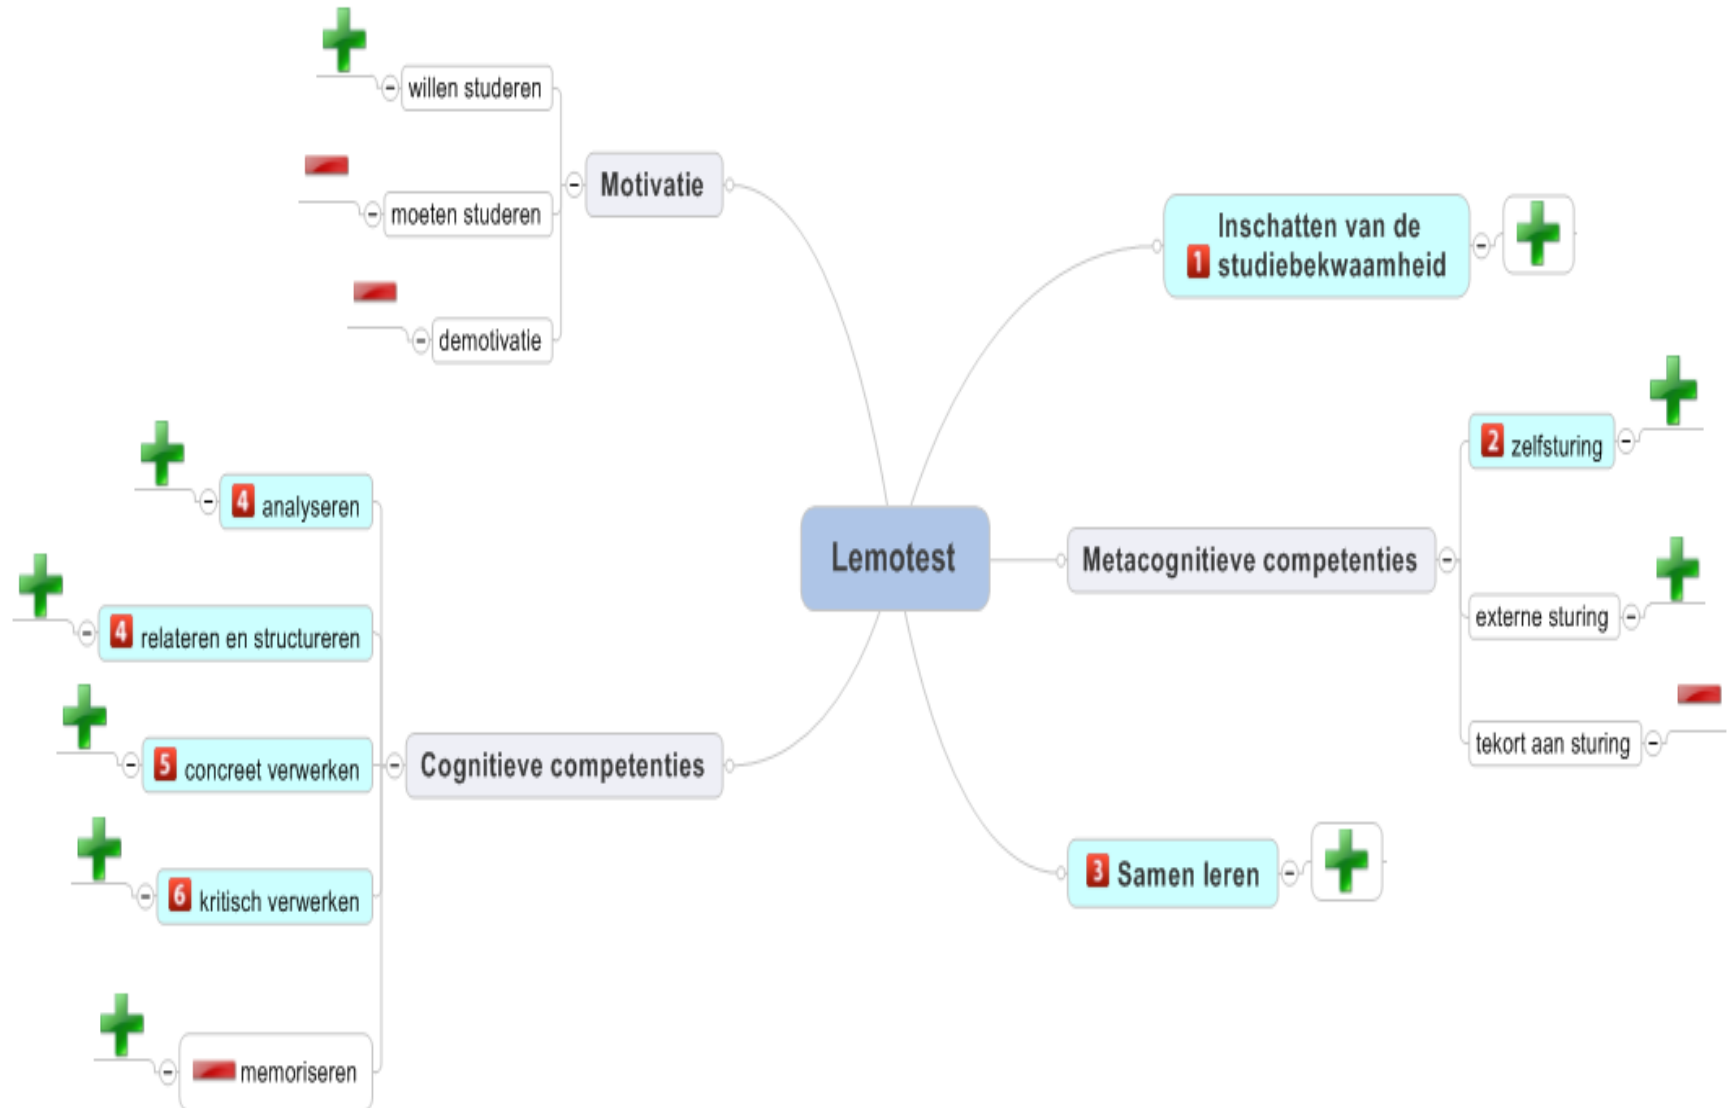 willen studeren
moeten studeren
demotivatie
Motivatie
Inschatten van de
1 studiebekwaamheid
2 zelfsturing
externe sturing
tekort aan sturing
Metacognitieve competenties
Lemotest
4 analyseren
4 relateren en structureren
5 concreet verwerken
6 kritisch verwerken
memoriseren
Cognitieve competenties
3 Samen leren